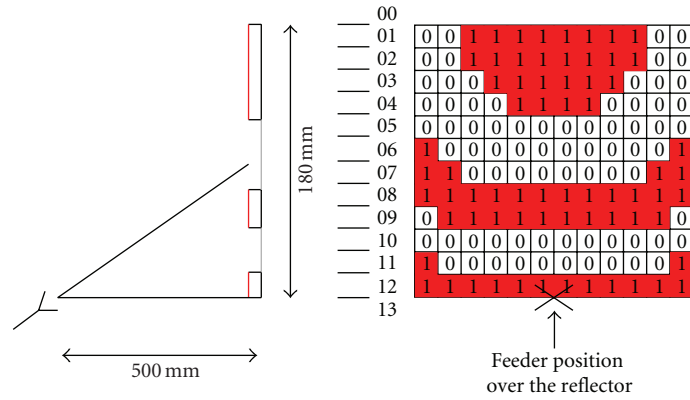 00
01 0 0 1 1 1 1 1 1 1 1 0 0
02 0 0 1 1 1 1 1 1 1 1 0 0
03 0 0 0 1 1 1 1 1 1 0 0 0
04 0 0 0 0 1 1 1 1 0 0 0 0
05 0 0 0 0 0 0 0 0 0 0 0 0
06 1 0 0 0 0 0 0 0 0 0 0 1
07 1 1 0 0 0 0 0 0 0 0 1 1
08 1 1 1 1 1 1 1 1 1 1 1 1
09 0 1 1 1 1 1 1 1 1 1 1 0
10 0 0 0 0 0 0 0 0 0 0 0 0
11 1 0 0 0 0 0 0 0 0 0 0 1
12 1 1 1 1 1 1 1 1 1 1 1 1
13
180 mm
500 mm
Feeder position
over the reflector